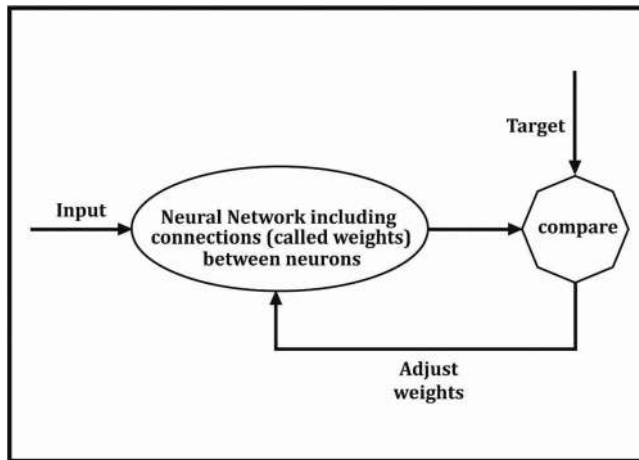 Target
Input
Neural Network including
connections (called weights)
between neurons
compare
Adjust
weights